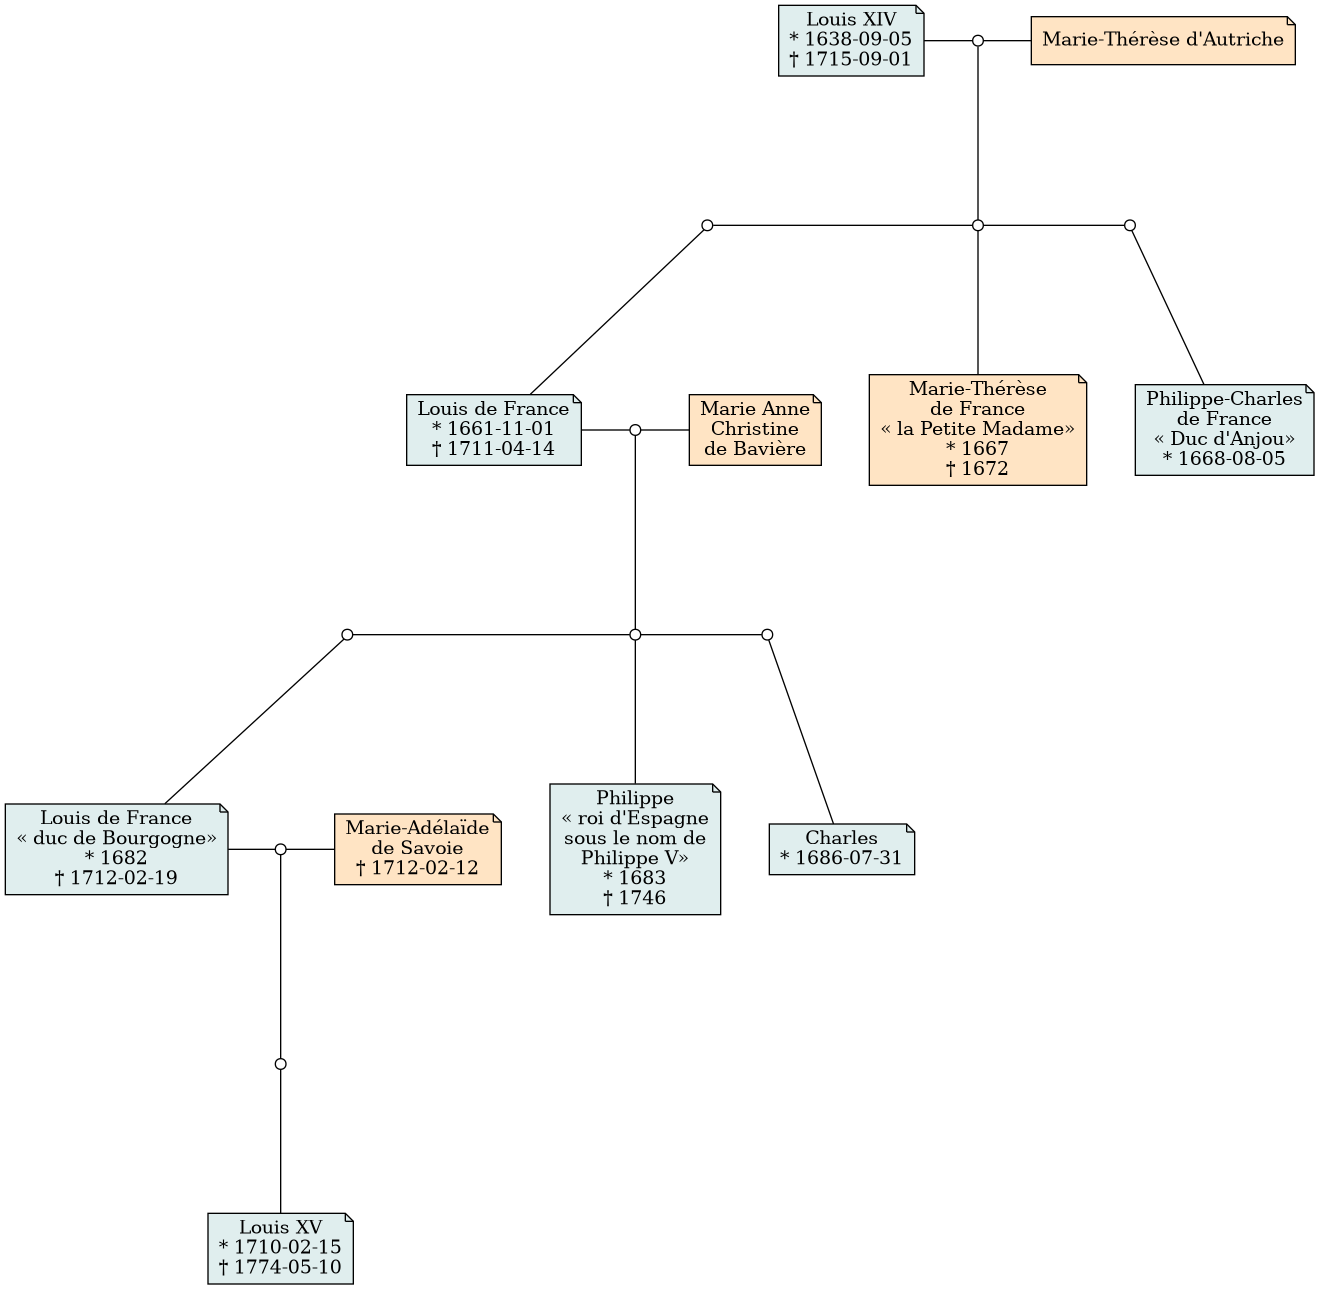 Louis XIV
* 1638-09-05
† 1715-09-01
Marie-Thérèse d'Autriche
Louis de France
* 1661-11-01
† 1711-04-14
Marie Anne
Christine
de Bavière
Marie-Thérèse
de France
« la Petite Madame»
* 1667
† 1672
Philippe-Charles
de France
« Duc d'Anjou»
* 1668-08-05
Louis de France
« duc de Bourgogne»
* 1682
† 1712-02-19
Marie-Adélaïde
de Savoie
† 1712-02-12
Philippe
« roi d'Espagne
sous le nom de
Philippe V»
* 1683
† 1746
Charles
* 1686-07-31
Louis XV
* 1710-02-15
† 1774-05-10